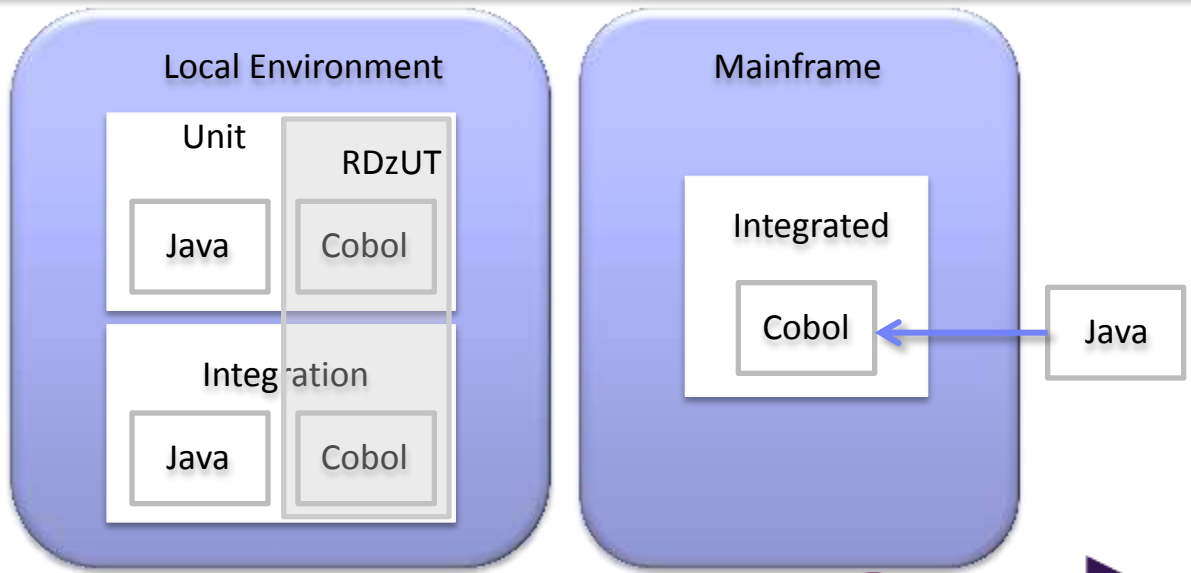 Local Environment
Unit
RDzUT
Java
Cobol
Integration
Java
Cobol
Mainframe
Integrated
Cobol
Java